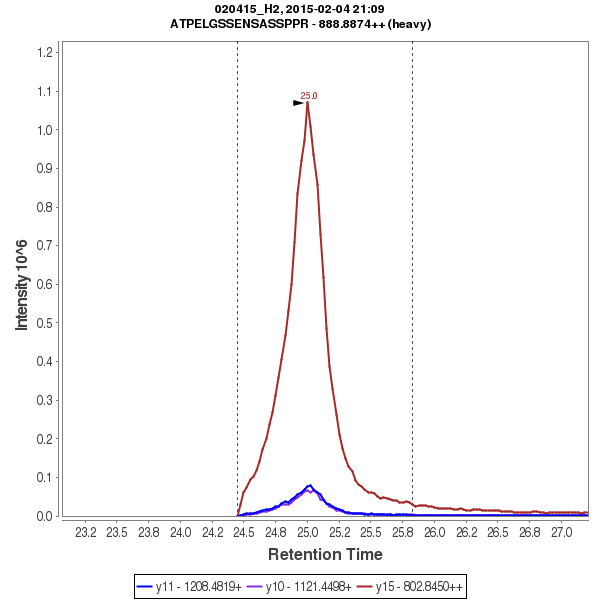 020415_H2, 2015-02-04 21:09
ATPELGSSENSASSPPR - 888.8874++ (heavy)
25.0
1.2
1.1
1.0
0.9
0.8
0.7
0.6
0.5
0.4
0.3
0.2
0.1
0.0
Intensity 10^6
23.2 23.5 23.8 24.0 24.2 24.5 24.8 25.0 25.2 25.5 25.8 26.0 26.2 26.5 26.8 27.0
Retention Time
y11 - 1208.4819+ y10 - 1121.4498+ y15 - 802.8450++